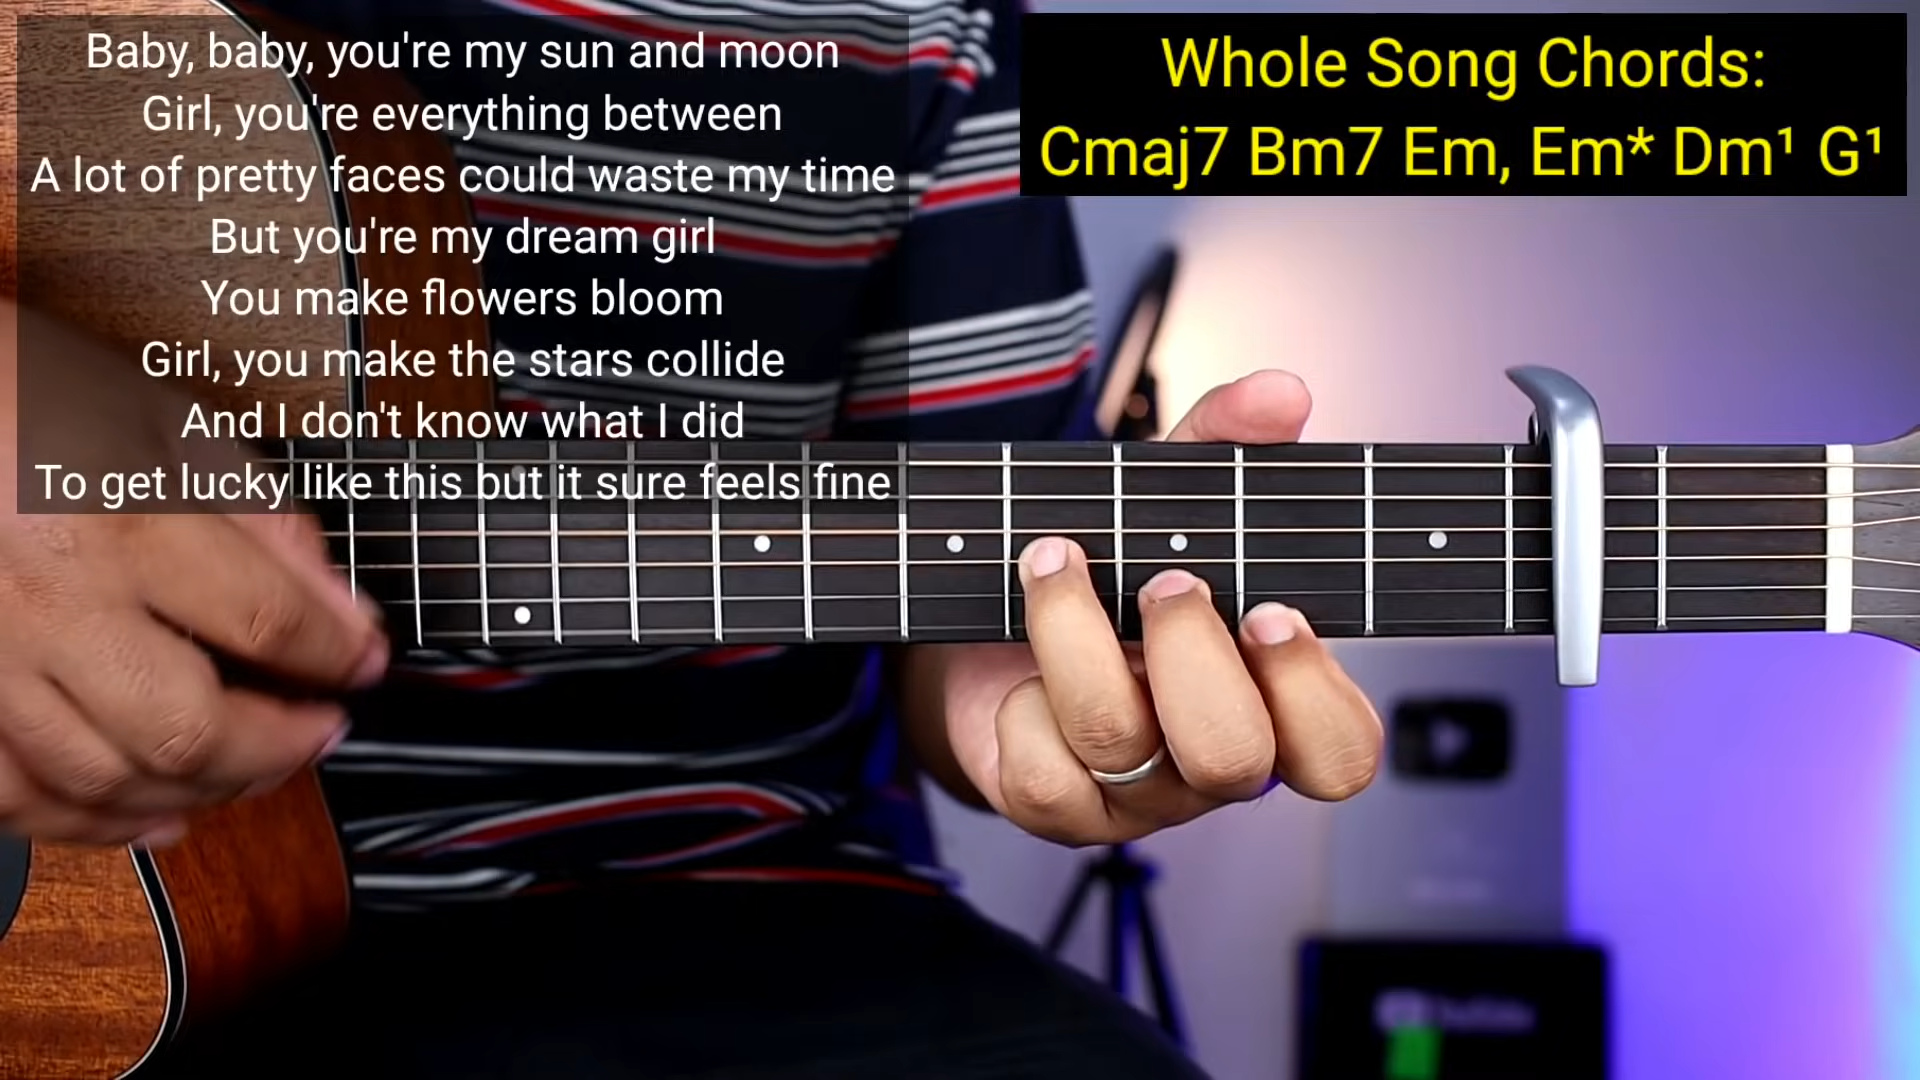 Baby, baby, you're my sun and moon
Girl, you're everything between
A lot of pretty faces could waste my time
But you're my dream girl
You make flowers bloom
Girl, you make the stars collide
And I don't know what I did
To get lucky like this but it sure feels fine
Whole Song Chords:
Cmaj7 Bm7 Em, Em* Dm¹ G¹